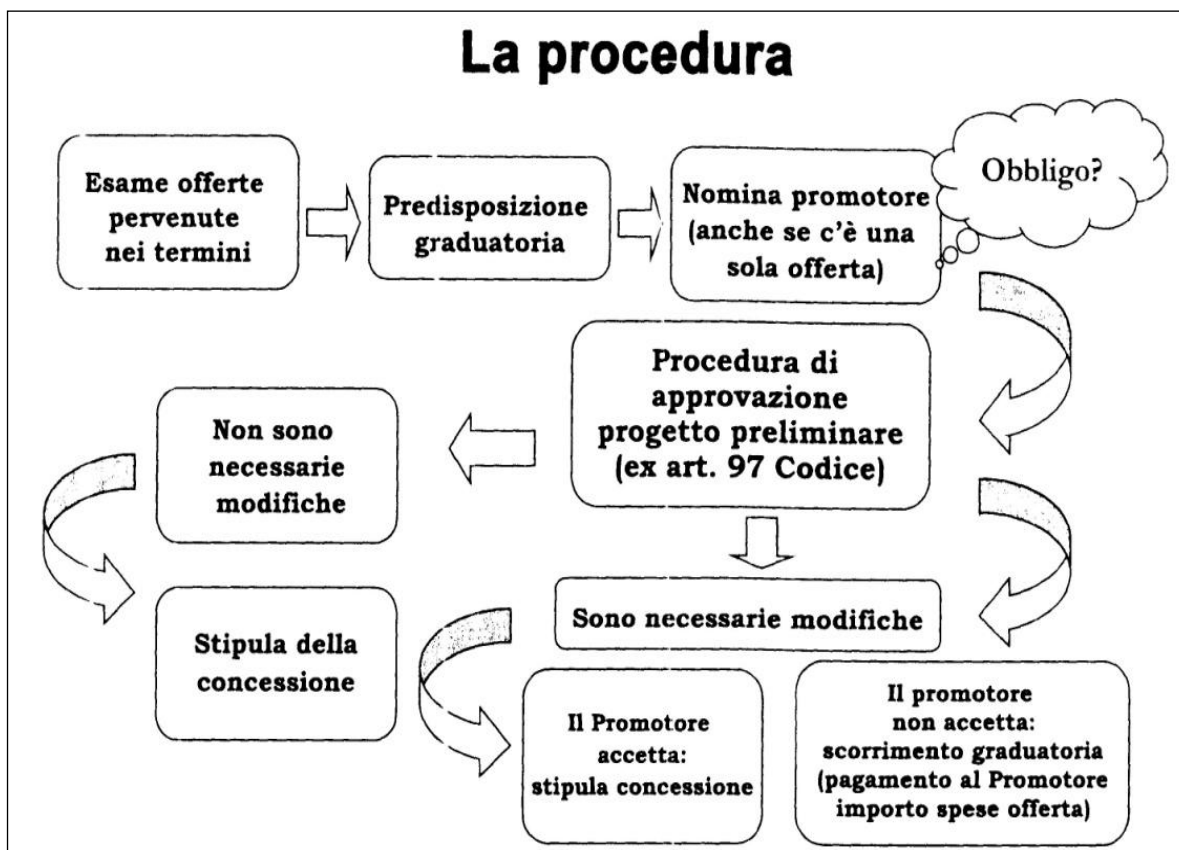 La procedura
Esame offerte
pervenute
nei termini
Predisposizione
graduatoria
Nomina promotore
(anche se c'è una
sola offerta)
Obbligo?
Procedura di
approvazione
progetto preliminare
(ex art. 97 Codice)
Non sono
necessarie
modifiche
Stipula della
concessione
Sono necessarie modifiche
Il Promotore
accetta:
stipula concessione
Il promotore
non accetta:
scorrimento graduatoria
(pagamento al Promotore
importo spese offerta)